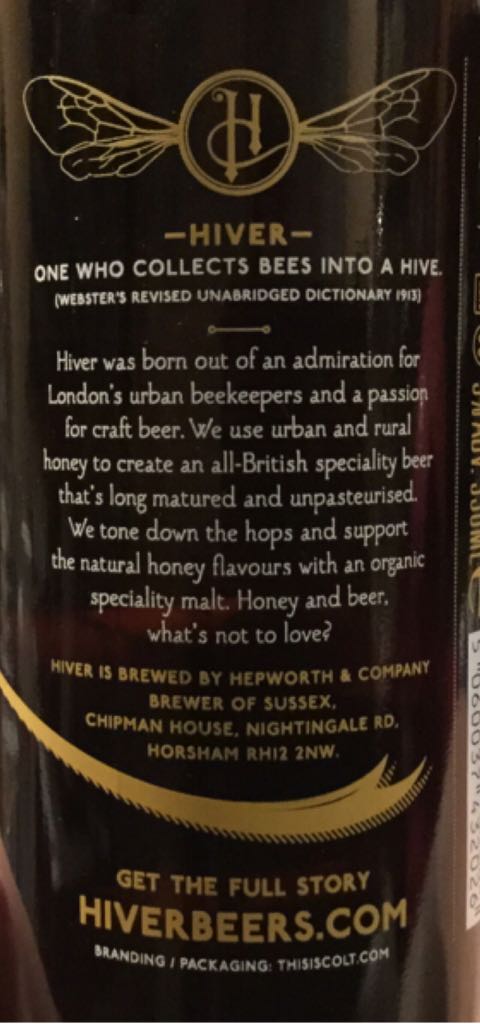 H
—HIVER—
ONE WHO COLLECTS BEES INTO A HIVE.
(WEBSTER'S REVISED UNABRIDGED DICTIONARY 1913)
Hiver was born out of an admiration for
London's urban beekeepers and a passion
for craft beer. We use urban and rural
honey to create an all-British speciality beer
that's long matured and unpasteurised.
We tone down the hops and support
the natural honey flavours with an organic
speciality malt. Honey and beer,
what's not to love?
HIVER IS BREWED BY HEPWORTH & COMPANY
BREWER OF SUSSEX,
CHIPMAN HOUSE, NIGHTINGALE RD,
HORSHAM RH12 2NW.
GET THE FULL STORY
HIVERBEERS.COM
BRANDING / PACKAGING: THISISCOLT.COM
ABV. 330ML
5 060037 432026